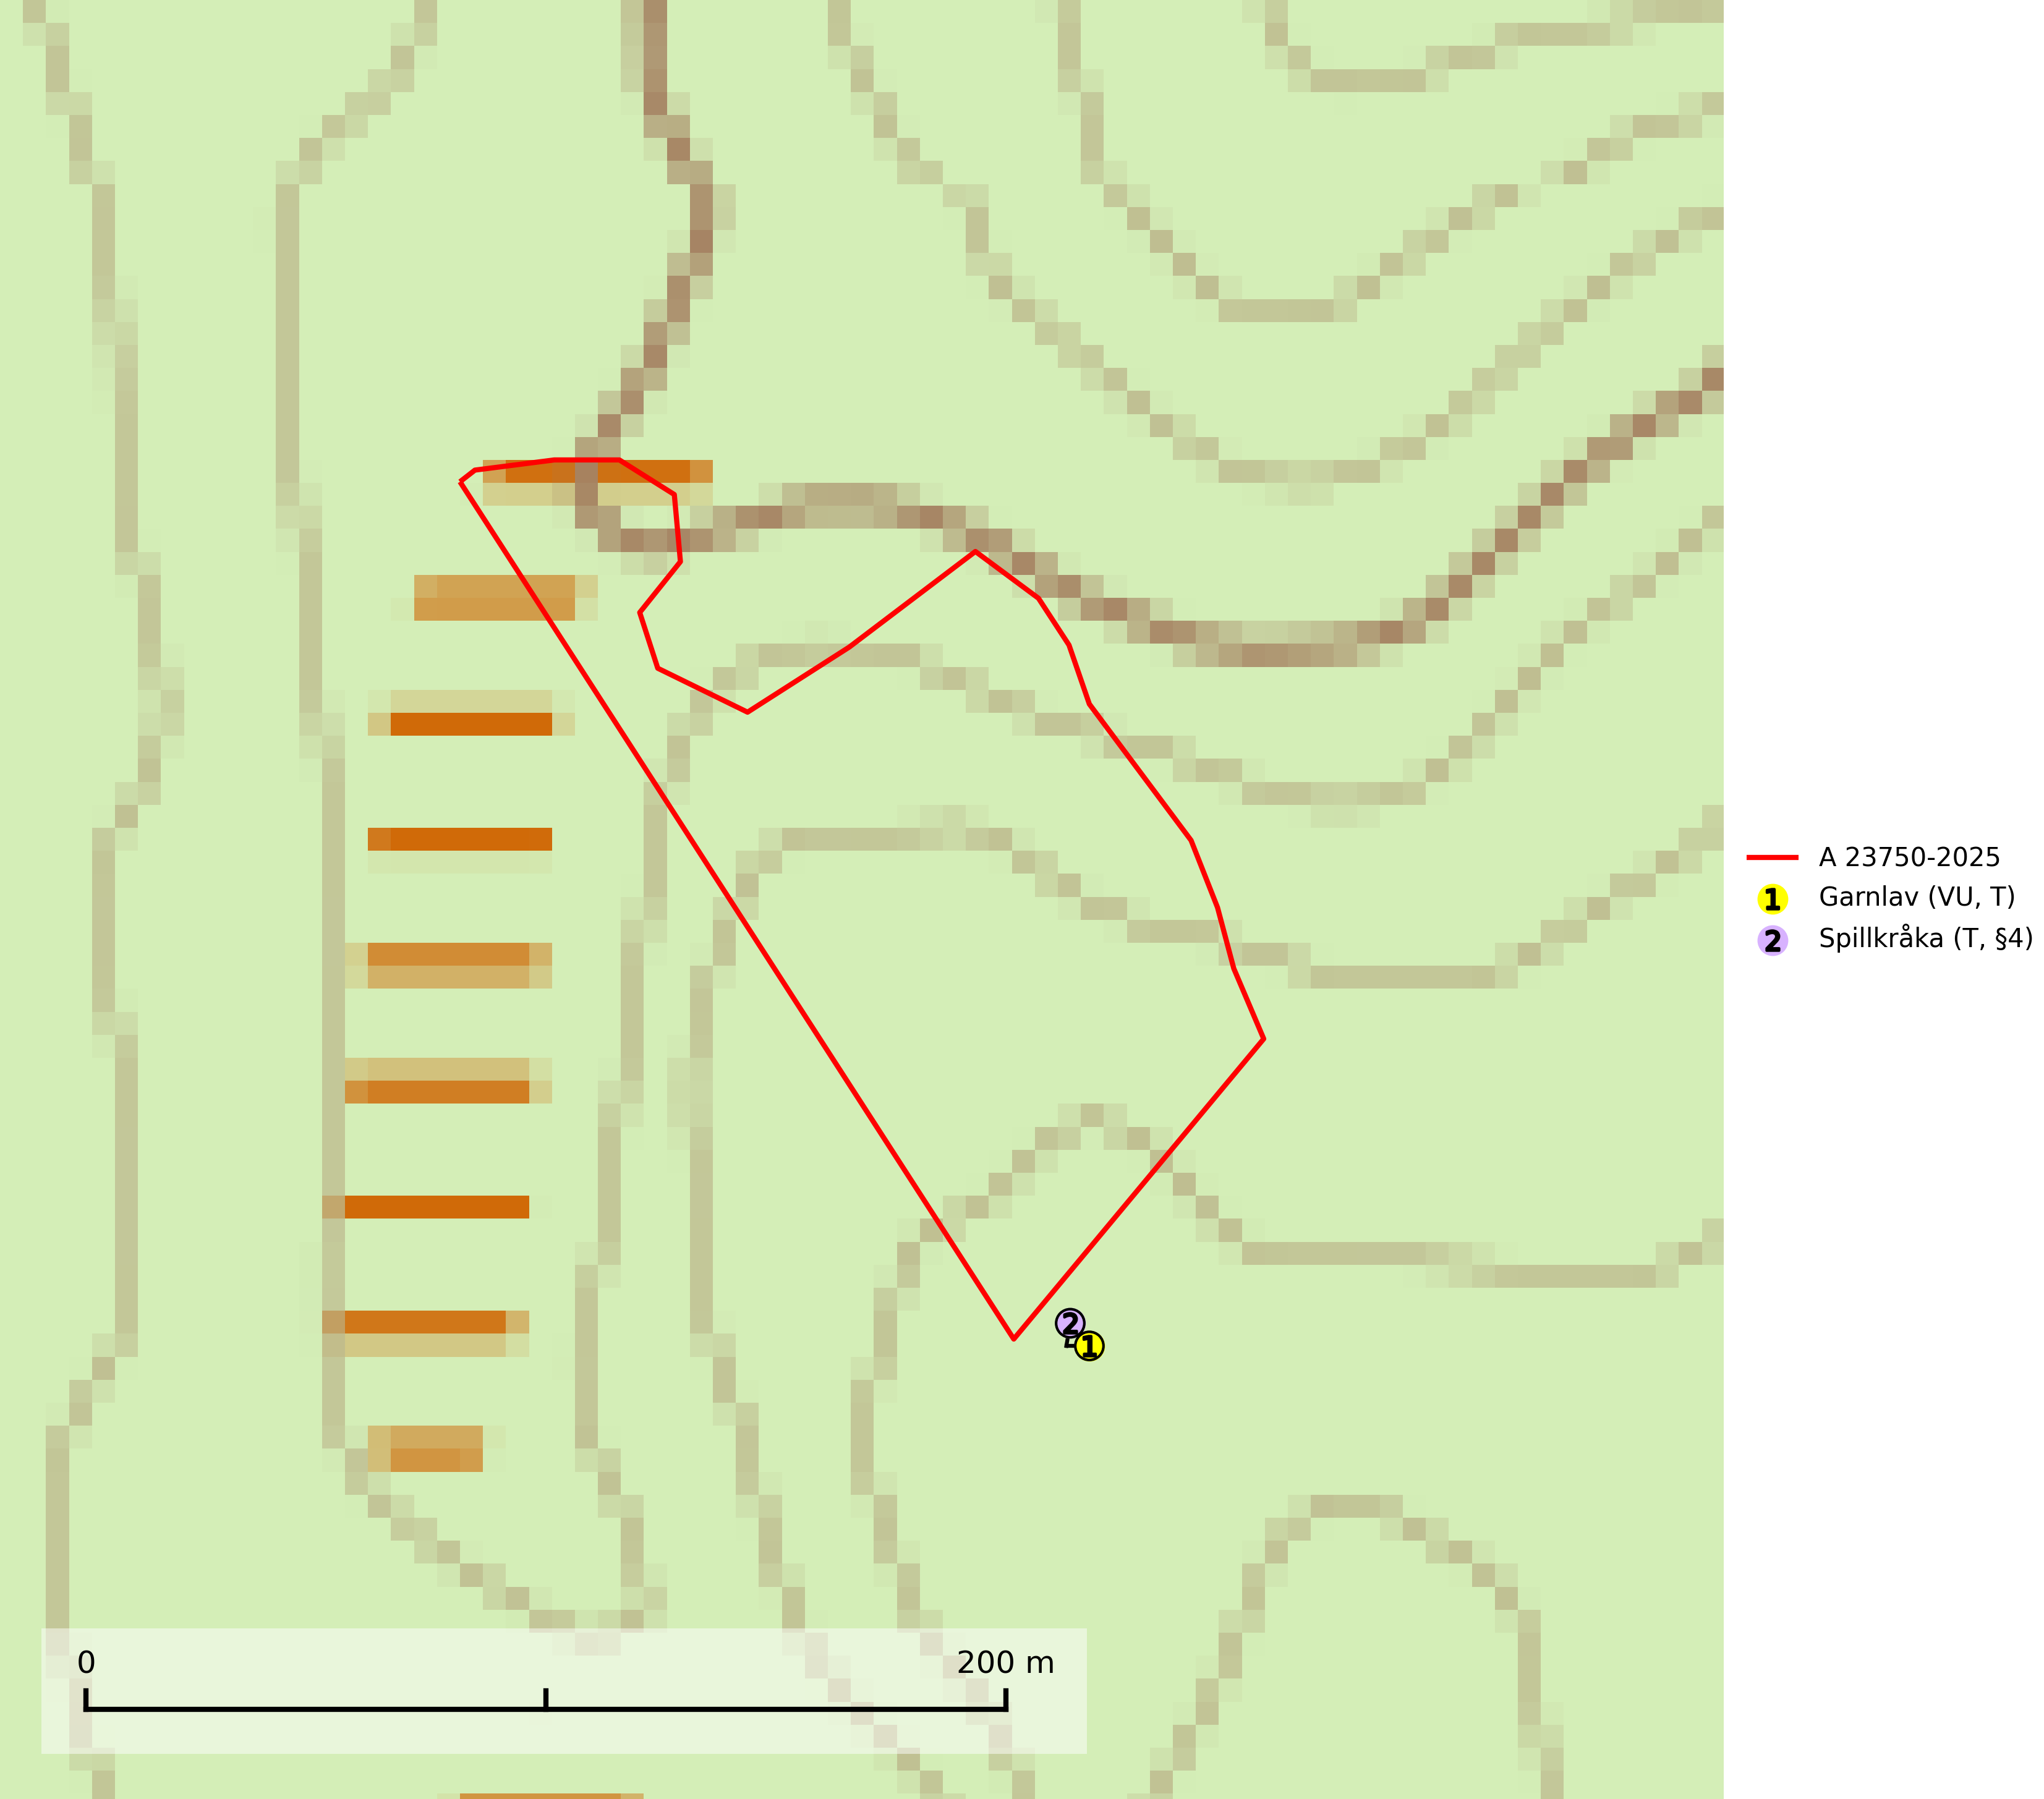 A 23750-2025
1 Garnlav (VU, T)
2 Spillkråka (T, §4)
2
1
0 200 m